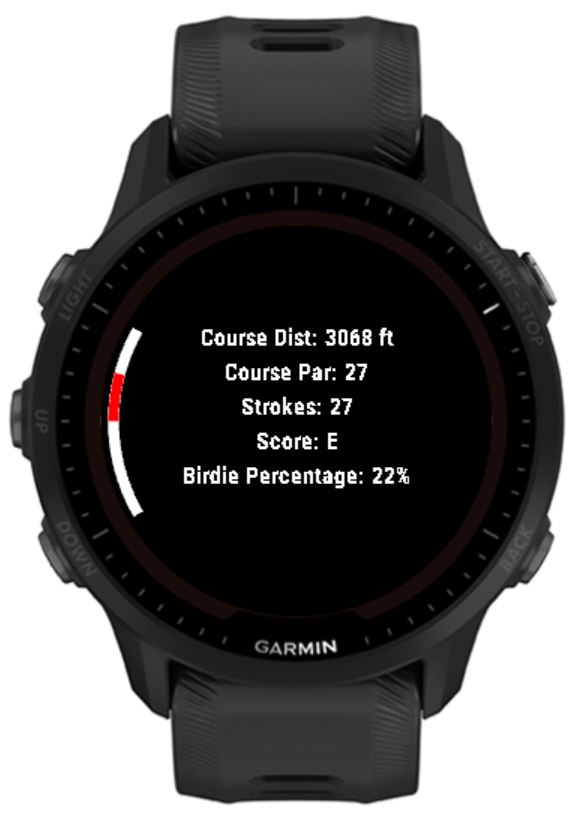 START - STOP
LIGHT
Course Dist: 3068 ft
Course Par: 27
UP
Strokes: 27
Score: E
Birdie Percentage: 22%
DOWN
BACK
GARMIN